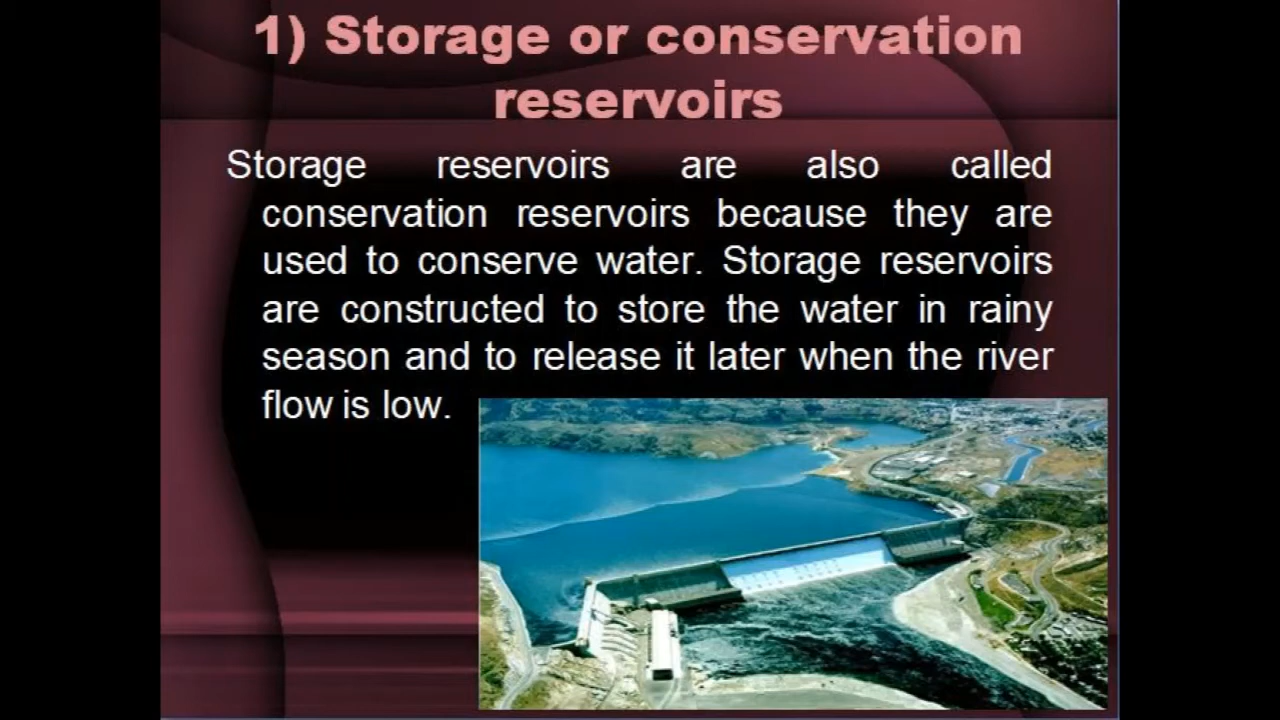 1) Storage or conservation
reservoirs
Storage reservoirs are also called
conservation reservoirs because they are
used to conserve water. Storage reservoirs
are constructed to store the water in rainy
season and to release it later when the river
flow is low.